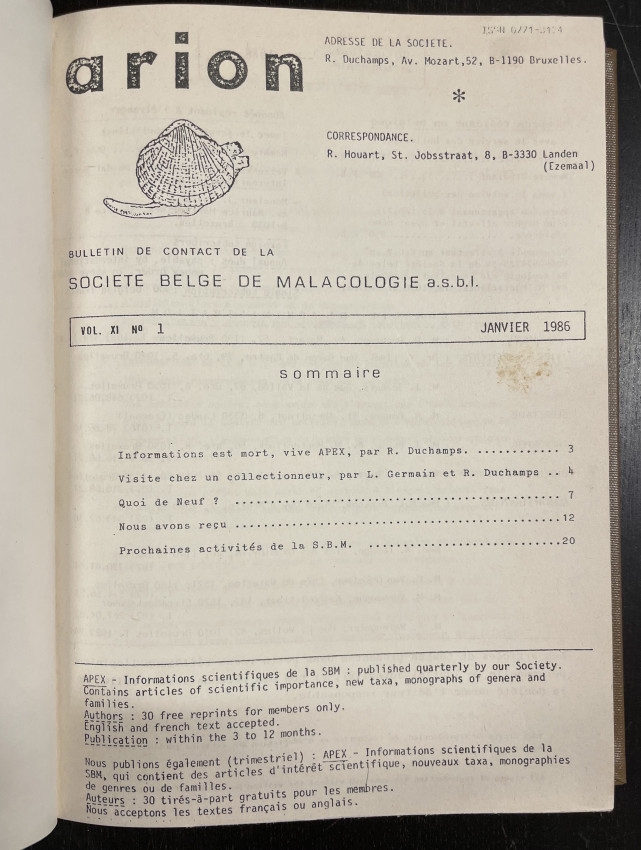 ISSN 0771-3134
arion
ADRESSE DE LA SOCIETE.
R. Duchamps, Av. Mozart,52, B-1190 Bruxelles.
*
CORRESPONDANCE.
R. Houart, St. Jobsstraat, 8, B-3330 Landen
(Ezemaal)
BULLETIN DE CONTACT DE LA
SOCIETE BELGE DE MALACOLOGIE a.s.b.l.
VOL. XI Nº 1 JANVIER 1986
sommaire
Informations est mort, vive APEX, par R. Duchamps. ............ 3
Visite chez un collectionneur, par L. Germain et R. Duchamps .. 4
Quoi de Neuf ? ................................................ 7
Nous avons reçu ...............................................12
Prochaines activités de la S.B.M. ............................20
APEX - Informations scientifiques de la SBM : published quarterly by our Society.
Contains articles of scientific importance, new taxa, monographs of genera and
families.
Authors : 30 free reprints for members only.
English and french text accepted.
Publication : within the 3 to 12 months.
Nous publions également (trimestriel) : APEX - Informations scientifiques de la
SBM, qui contient des articles d'intérêt scientifique, nouveaux taxa, monographies
de genres ou de familles.
Auteurs : 30 tirés-à-part gratuits pour les membres.
Nous acceptons les textes français ou anglais.